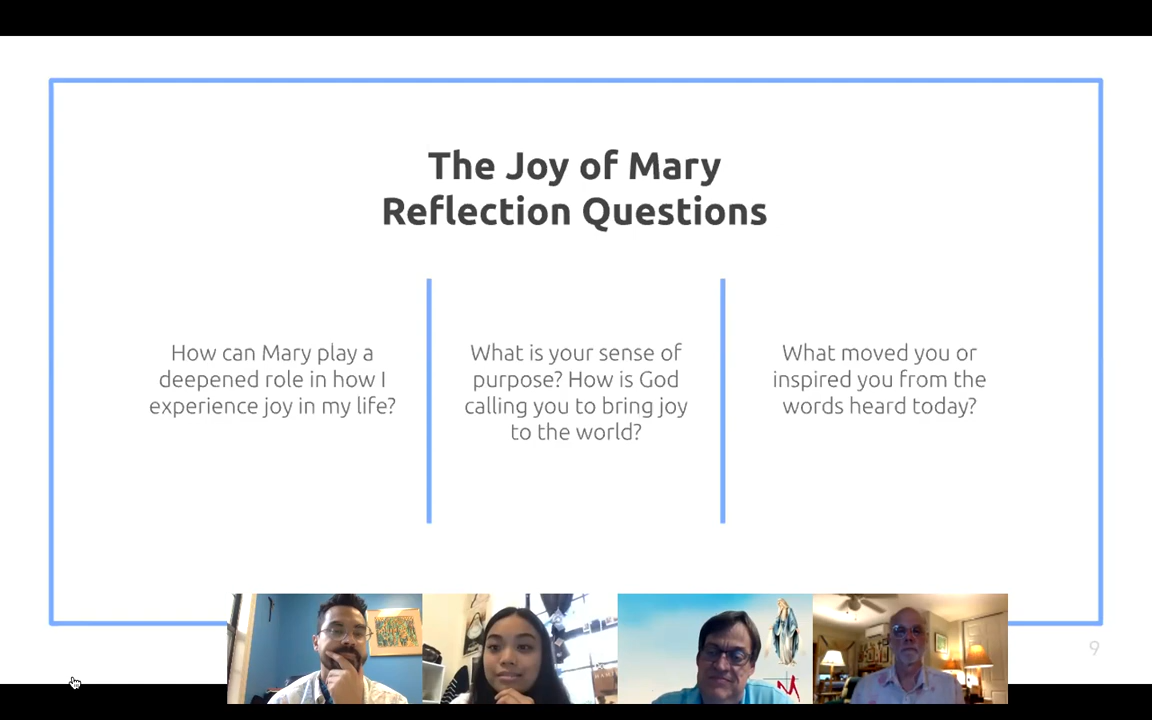 The Joy of Mary
Reflection Questions
How can Mary play a
deepened role in how I
experience joy in my life?
What is your sense of
purpose? How is God
calling you to bring joy
to the world?
What moved you or
inspired you from the
words heard today?
9